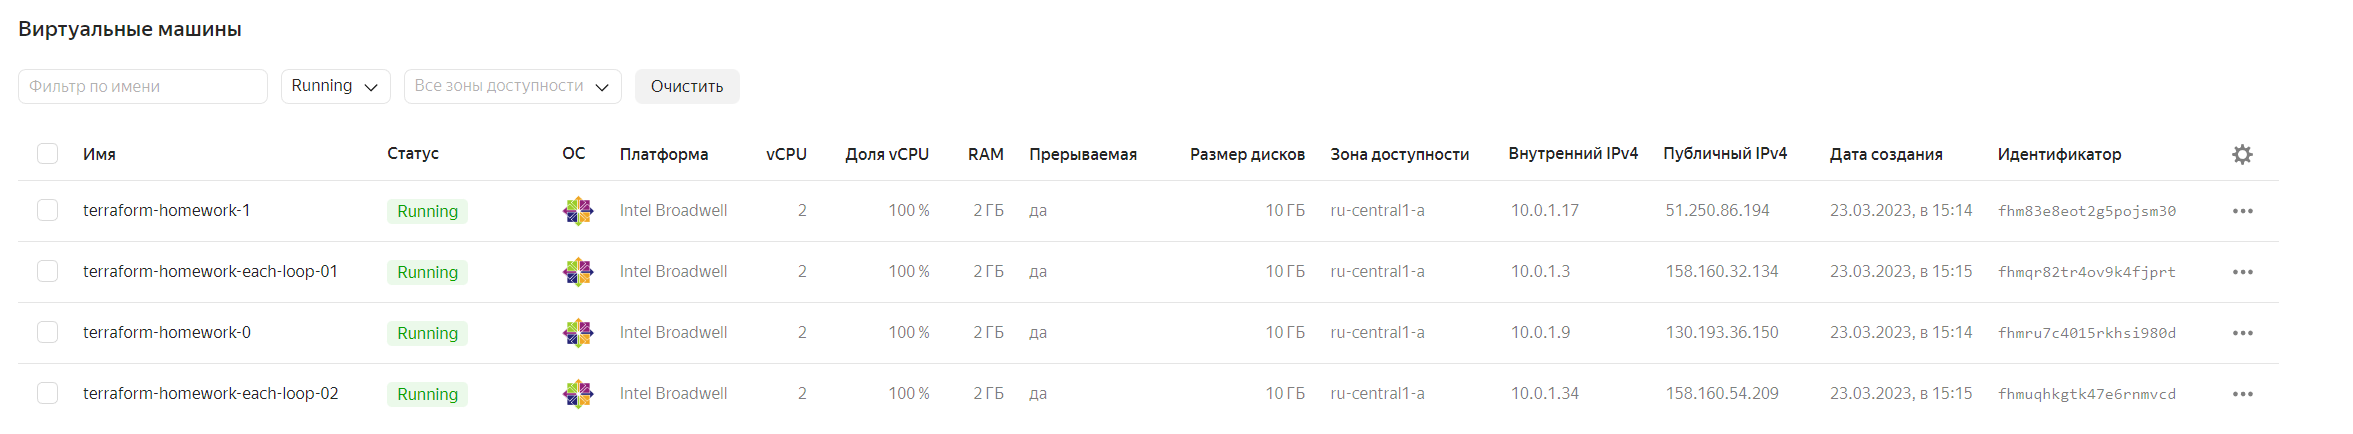 Виртуальные машины
Фильтр по имени Running Все зоны доступности Очистить
Имя Статус ОС Платформа vCPU Доля vCPU RAM Прерываемая Размер дисков Зона доступности Внутренний IPv4 Публичный IPv4 Дата создания Идентификатор
terraform-homework-1 Running Intel Broadwell 2 100 % 2 ГБ да 10 ГБ ru-central1-a 10.0.1.17 51.250.86.194 23.03.2023, в 15:14 fhm83e8eot2g5pojsm30
terraform-homework-each-loop-01 Running Intel Broadwell 2 100 % 2 ГБ да 10 ГБ ru-central1-a 10.0.1.3 158.160.32.134 23.03.2023, в 15:15 fhmqr82tr4ov9k4fjprt
terraform-homework-0 Running Intel Broadwell 2 100 % 2 ГБ да 10 ГБ ru-central1-a 10.0.1.9 130.193.36.150 23.03.2023, в 15:14 fhmru7c4015rkhsi980d
terraform-homework-each-loop-02 Running Intel Broadwell 2 100 % 2 ГБ да 10 ГБ ru-central1-a 10.0.1.34 158.160.54.209 23.03.2023, в 15:15 fhmuqhkgtk47e6rnmvcd